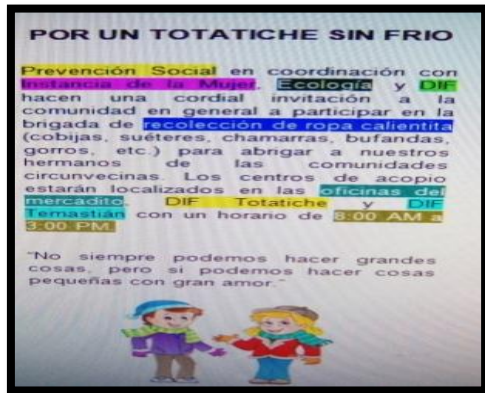 POR UN TOTATICHE SIN FRIO
Prevención Social en coordinación con
Instancia de la Mujer, Ecología y DIF
hacen una cordial invitación a la
comunidad en general a participar en la
brigada de recolección de ropa calientita
(cobijas, suéteres, chamarras, bufandas,
gorros, etc.) para abrigar a nuestros
hermanos de las comunidades
circunvecinas. Los centros de acopio
estarán localizados en las oficinas del
mercadito, DIF Totatiche y DIF
Temastián con un horario de 8:00 AM a
3:00 PM.
"No siempre podemos hacer grandes
cosas, pero si podemos hacer cosas
pequeñas con gran amor."